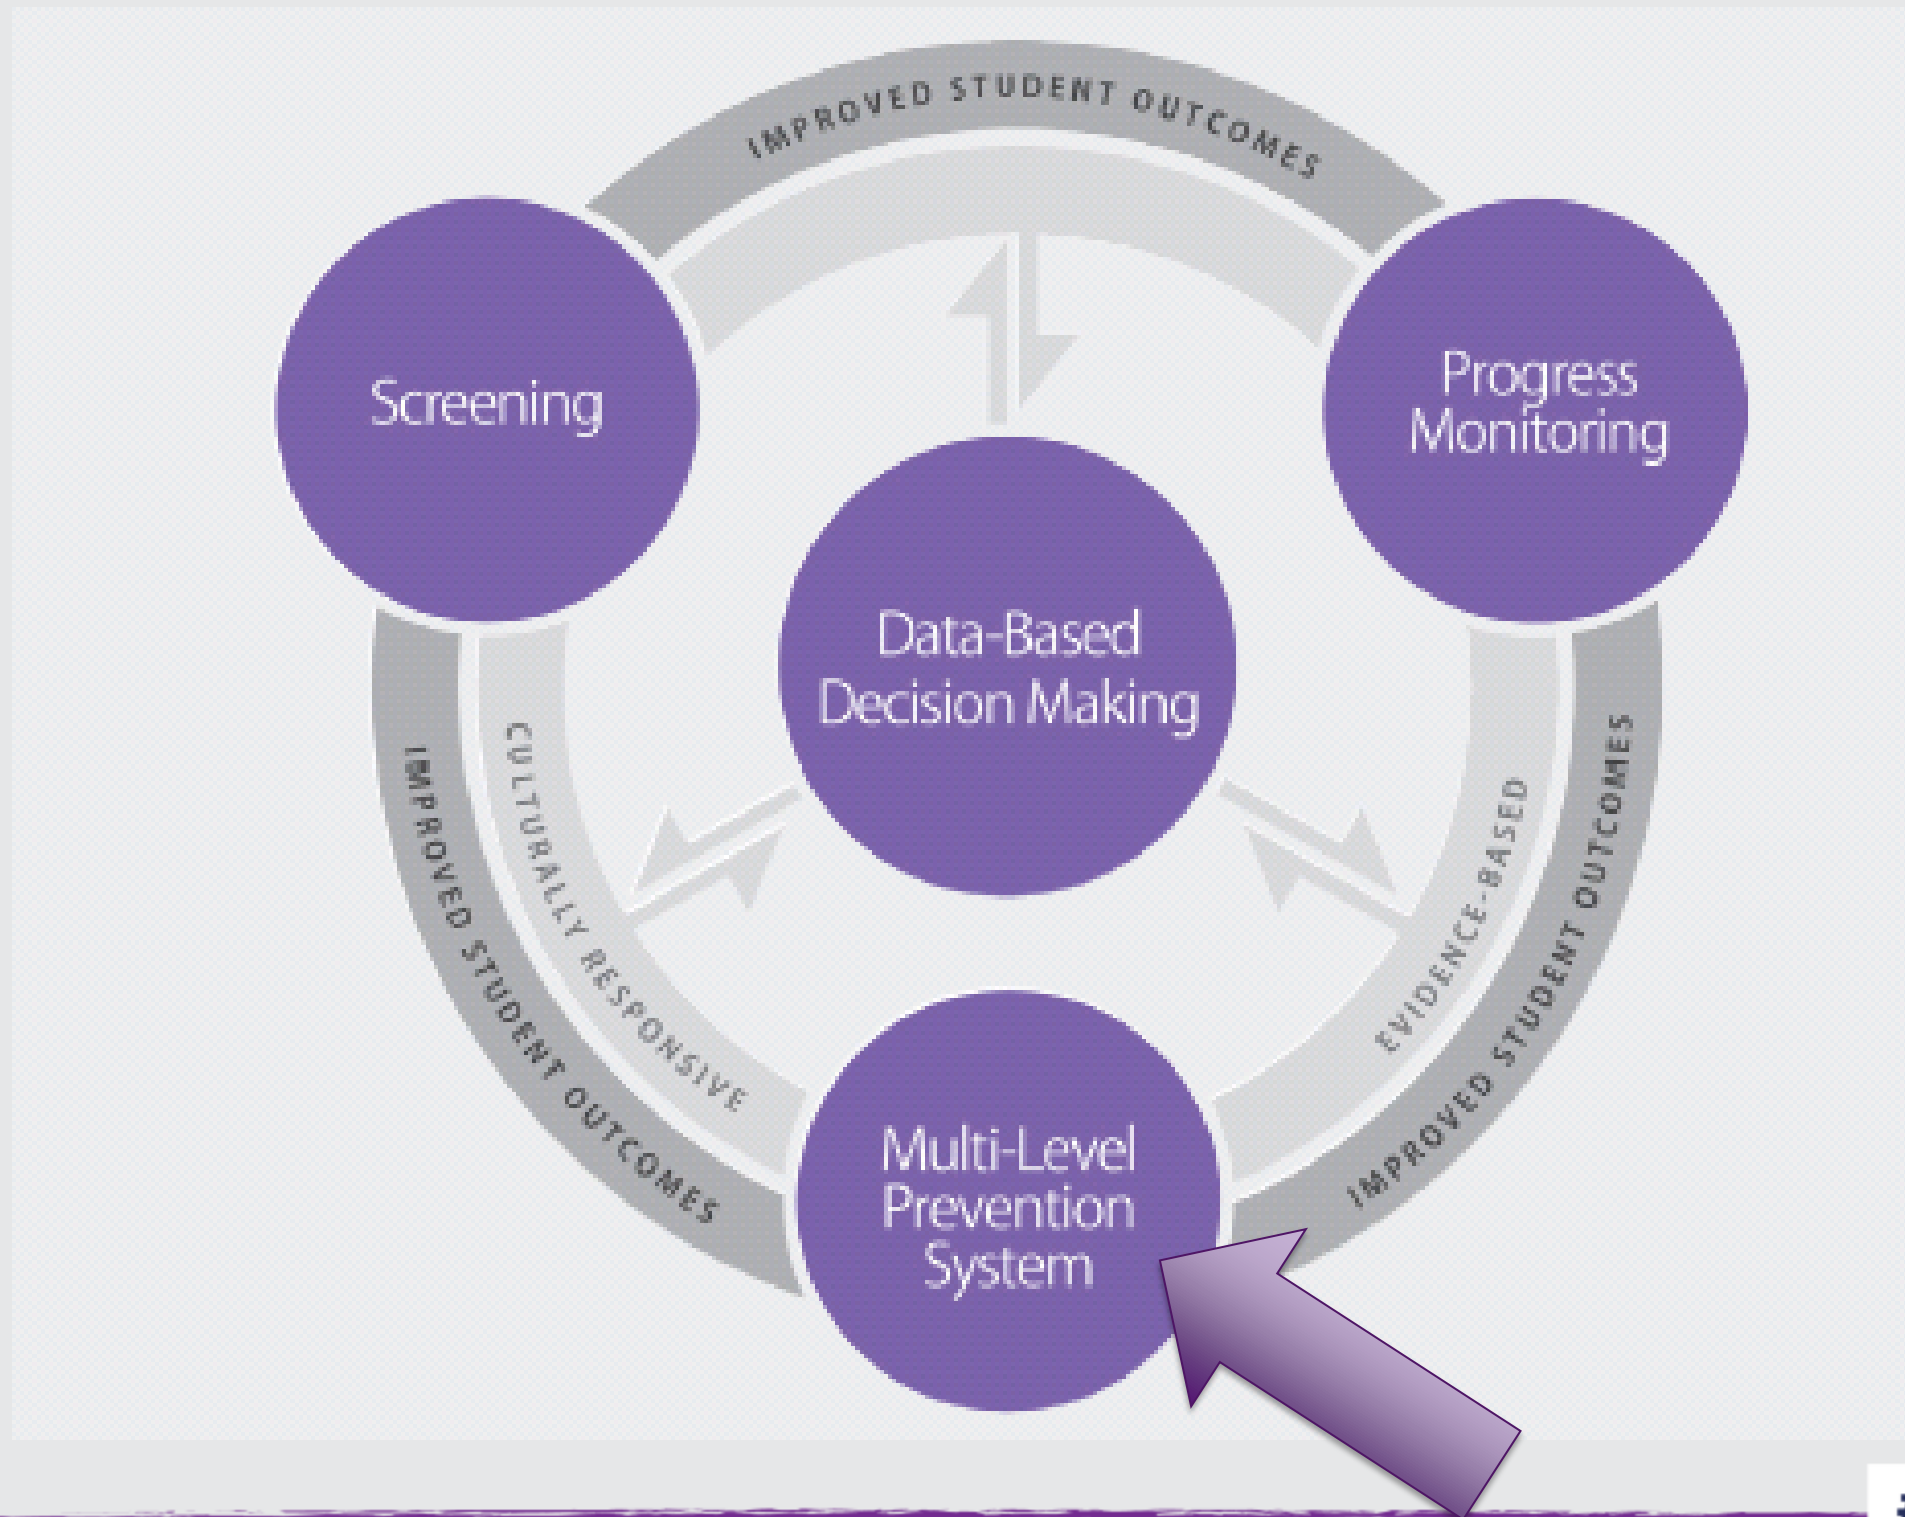 IMPROVED STUDENT OUTCOMES
Screening
Progress
Monitoring
Data-Based
Decision Making
CULTURALLY RESPONSIVE
IMPROVED STUDENT OUTCOMES
EVIDENCE-BASED
IMPROVED STUDENT OUTCOMES
Multi-Level
Prevention
System